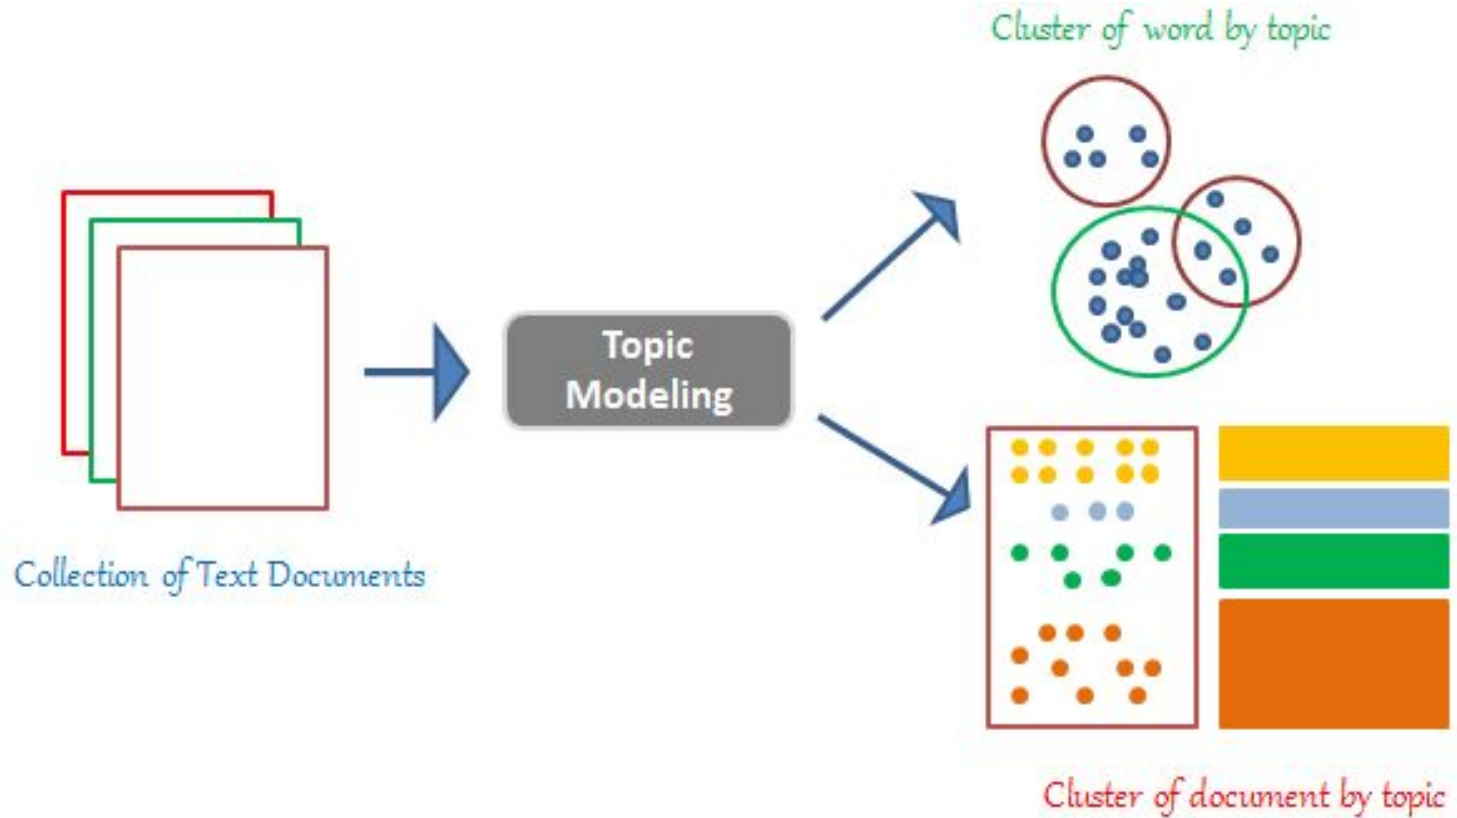 Cluster of word by topic
Topic
Modeling
Collection of Text Documents
Cluster of document by topic